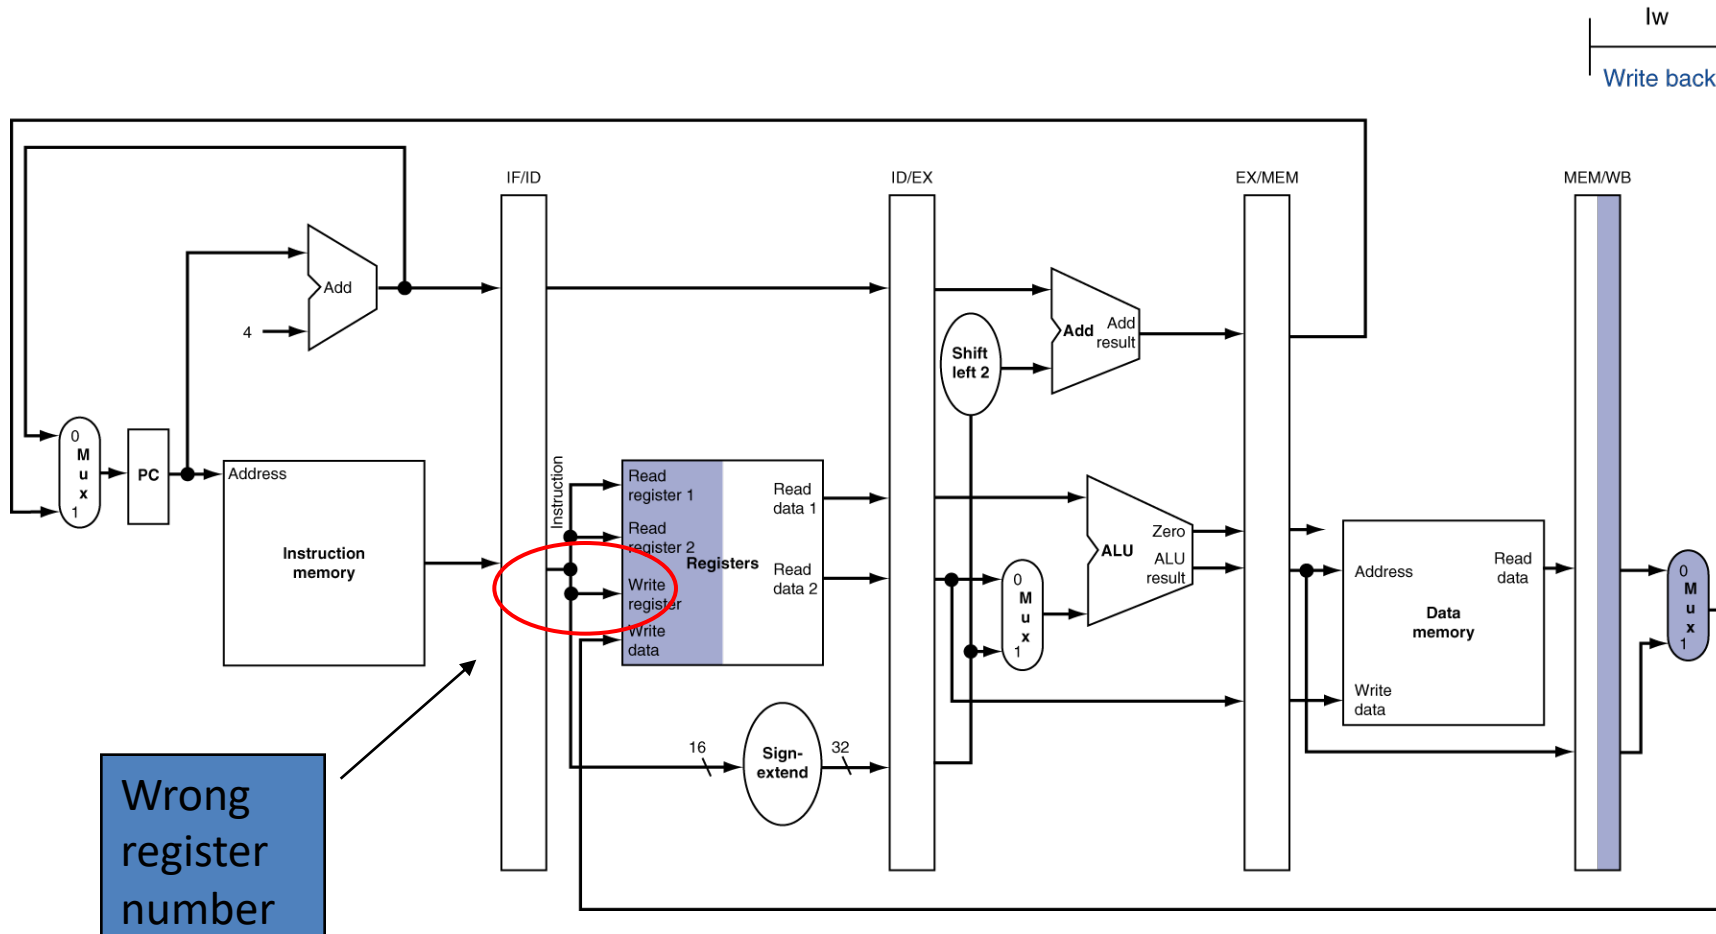 lw
Write back
IF/ID
ID/EX
EX/MEM
MEM/WB
Add
4
Add
Add
result
Shift
left 2
0
M
u
x
1
PC
Address
Instruction
memory
Instruction
Read
register 1
Read
register 2
Write
register
Write
data
Registers
Read
data 1
Read
data 2
0
M
u
x
1
Zero
ALU
ALU
result
Address
Read
data
Data
memory
Write
data
0
M
u
x
1
16
Sign-
extend
32
Wrong
register
number